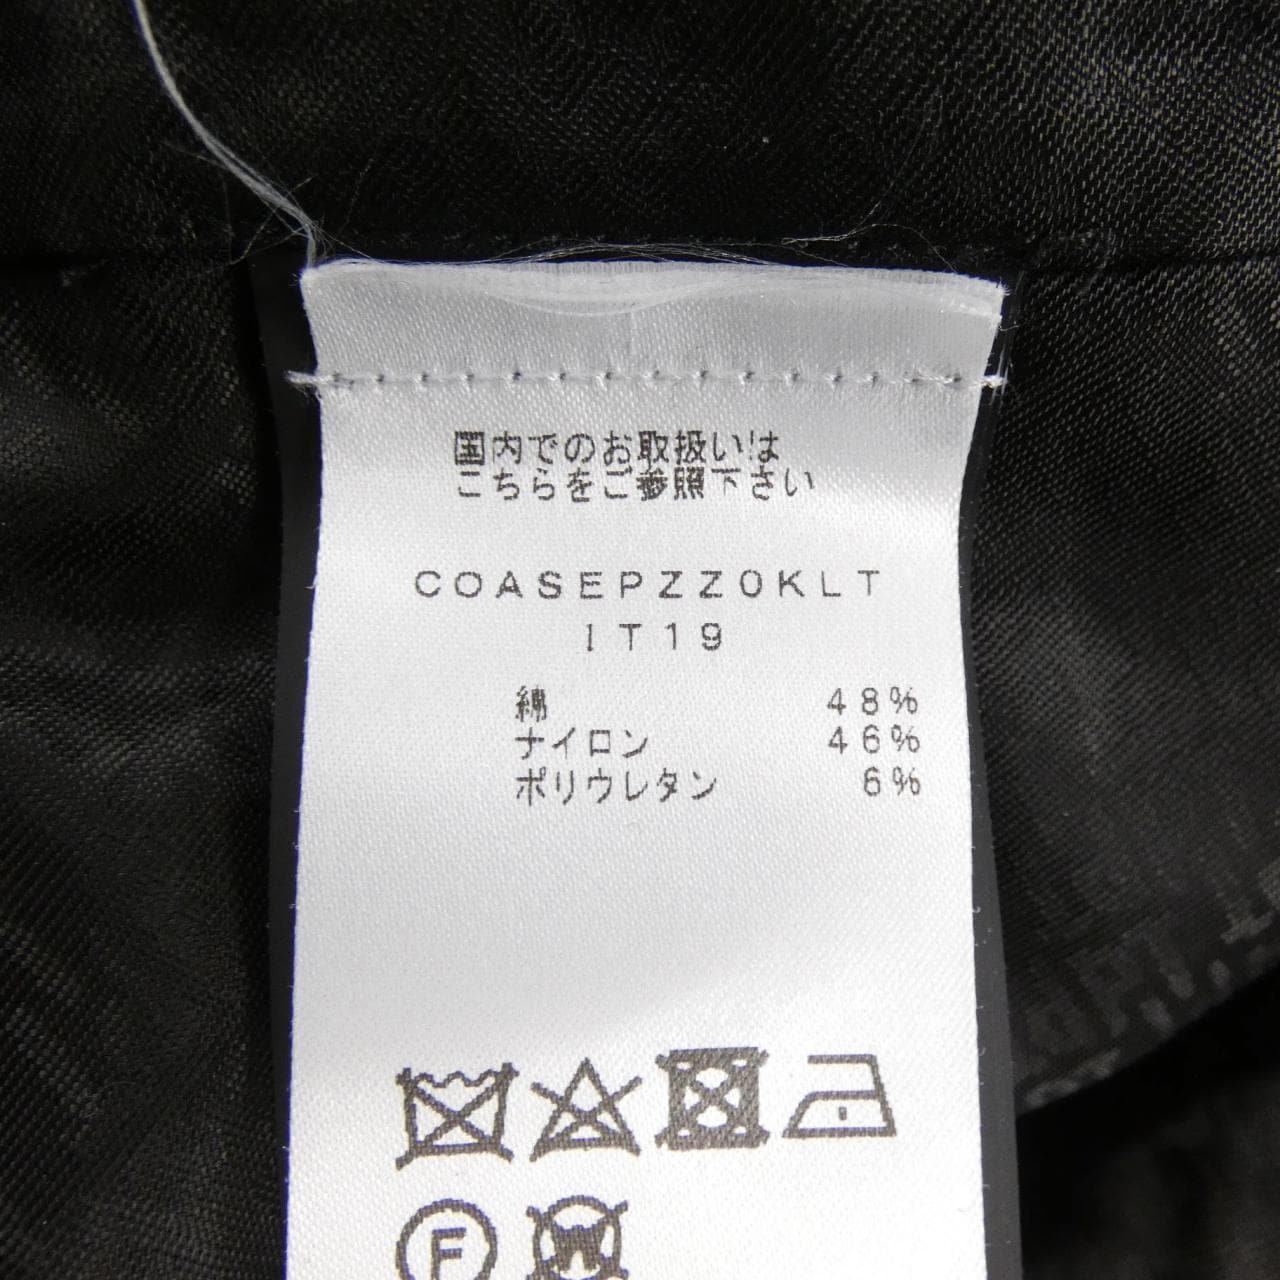 国内でのお取扱いは
こちらをご参照下さい
COASEPZZ0KLT
IT19
綿 48%
ナイロン 46%
ポリウレタン 6%
F
W